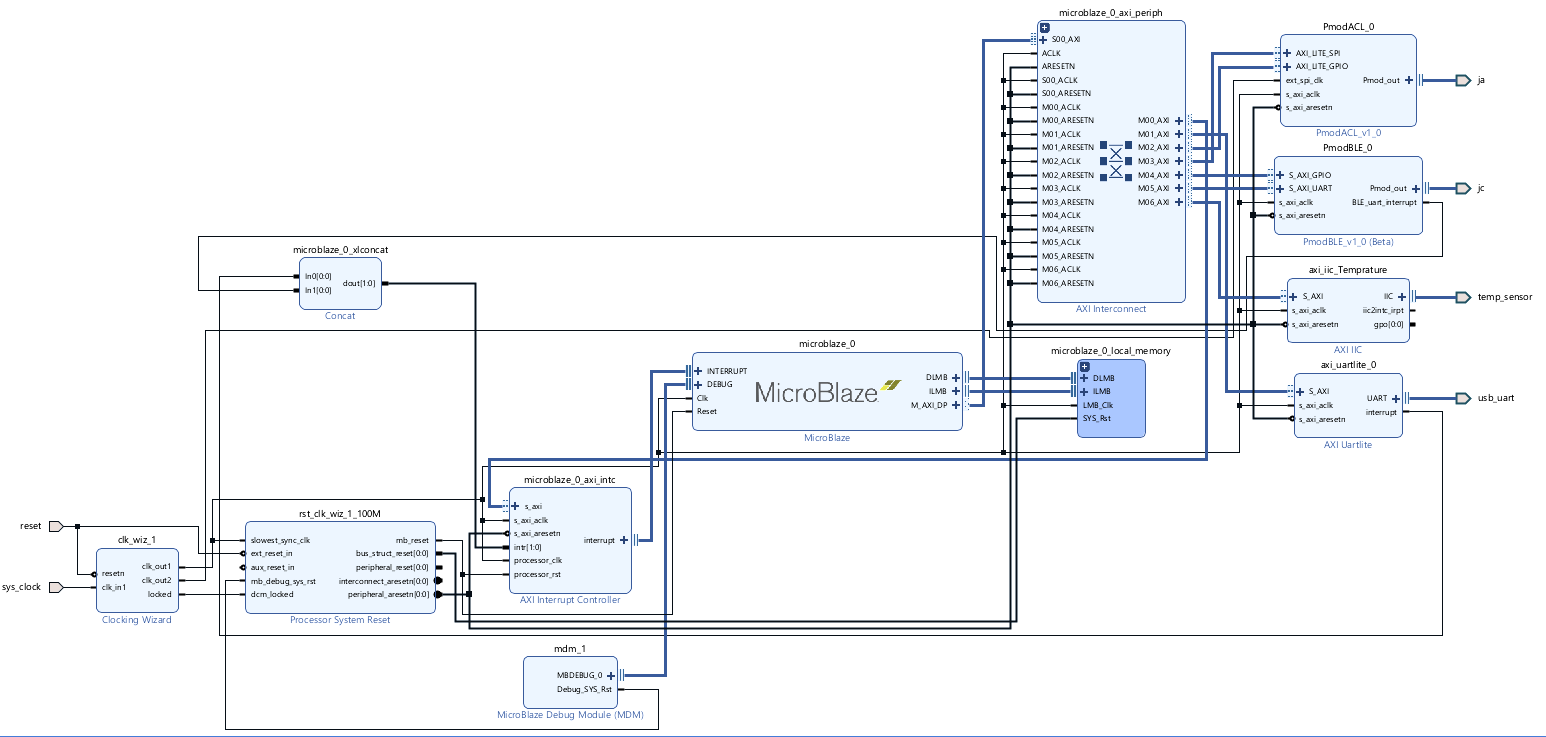 microblaze_0_axi_periph
S00_AXI
ACLK
ARESETN
S00_ACLK
S00_ARESETN
M00_ACLK
M00_ARESETN
M01_ACLK
M01_ARESETN
M02_ACLK
M02_ARESETN
M03_ACLK
M03_ARESETN
M04_ACLK
M04_ARESETN
M05_ACLK
M05_ARESETN
M06_ACLK
M06_ARESETN
M00_AXI
M01_AXI
M02_AXI
M03_AXI
M04_AXI
M05_AXI
M06_AXI
AXI Interconnect
PmodACL_0
AXI_LITE_SPI
AXI_LITE_GPIO
ext_spi_clk
s_axi_aclk
s_axi_aresetn
Pmod_out
PmodACL_v1_0
ja
PmodBLE_0
S_AXI_GPIO
S_AXI_UART
s_axi_aclk
s_axi_aresetn
Pmod_out
BLE_uart_interrupt
PmodBLE_v1_0 (Beta)
jc
microblaze_0_xlconcat
In0[0:0]
In1[0:0]
dout[1:0]
Concat
axi_iic_Temprature
S_AXI
s_axi_aclk
s_axi_aresetn
IIC
iic2intc_irpt
gpo[0:0]
AXI IIC
temp_sensor
microblaze_0
INTERRUPT
DEBUG
Clk
Reset
MicroBlaze
DLMB
ILMB
M_AXI_DP
MicroBlaze
microblaze_0_local_memory
DLMB
ILMB
LMB_Clk
SYS_Rst
axi_uartlite_0
S_AXI
s_axi_aclk
s_axi_aresetn
UART
interrupt
AXI Uartlite
usb_uart
microblaze_0_axi_intc
s_axi
s_axi_aclk
s_axi_aresetn
intr[1:0]
processor_clk
processor_rst
interrupt
AXI Interrupt Controller
reset
sys_clock
clk_wiz_1
resetn
clk_in1
clk_out1
clk_out2
locked
Clocking Wizard
rst_clk_wiz_1_100M
slowest_sync_clk
ext_reset_in
aux_reset_in
mb_debug_sys_rst
dcm_locked
mb_reset
bus_struct_reset[0:0]
peripheral_reset[0:0]
interconnect_aresetn[0:0]
peripheral_aresetn[0:0]
Processor System Reset
mdm_1
MBDEBUG_0
Debug_SYS_Rst
MicroBlaze Debug Module (MDM)